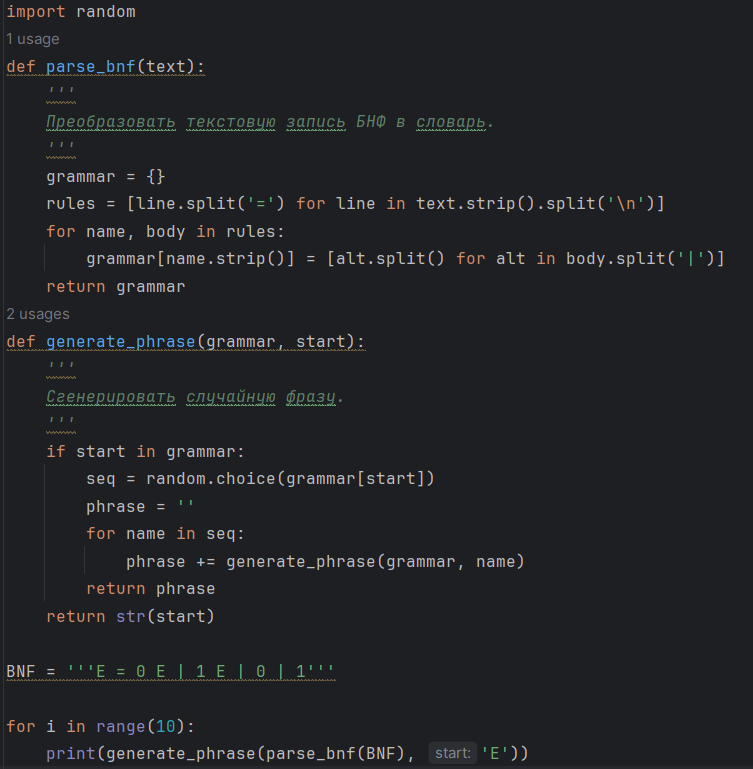 import random
1 usage
def parse_bnf(text):
    '''
    Преобразовать текстовую запись БНФ в словарь.
    '''
    grammar = {}
    rules = [line.split('=') for line in text.strip().split('\n')]
    for name, body in rules:
        grammar[name.strip()] = [alt.split() for alt in body.split('|')]
    return grammar
2 usages
def generate_phrase(grammar, start):
    '''
    Сгенерировать случайную фразу.
    '''
    if start in grammar:
        seq = random.choice(grammar[start])
        phrase = ''
        for name in seq:
            phrase += generate_phrase(grammar, name)
        return phrase
    return str(start)
BNF = '''E = 0 E | 1 E | 0 | 1'''
for i in range(10):
    print(generate_phrase(parse_bnf(BNF), start: 'E'))